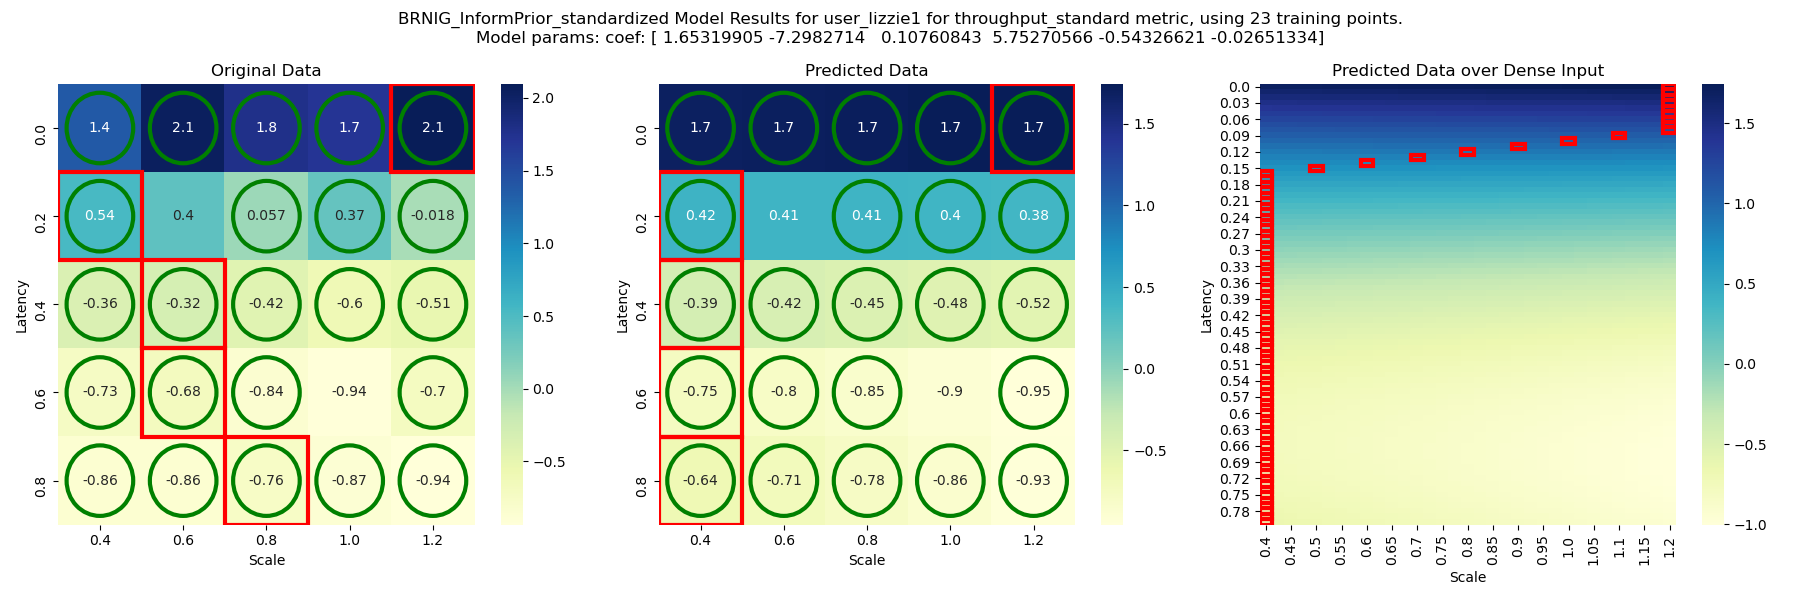 BRNIG_InformPrior_standardized Model Results for user_lizzie1 for throughput_standard metric, using 23 training points.
Model params: coef: [ 1.65319905 -7.2982714   0.10760843  5.75270566 -0.54326621 -0.02651334]
Original Data
Latency
0.0 1.4 2.1 1.8 1.7 2.1
0.2 0.54 0.4 0.057 0.37 -0.018
0.4 -0.36 -0.32 -0.42 -0.6 -0.51
0.6 -0.73 -0.68 -0.84 -0.94 -0.7
0.8 -0.86 -0.86 -0.76 -0.87 -0.94
0.4 0.6 0.8 1.0 1.2
Scale
2.0
1.5
1.0
0.5
0.0
−0.5
Predicted Data
Latency
0.0 1.7 1.7 1.7 1.7 1.7
0.2 0.42 0.41 0.41 0.4 0.38
0.4 -0.39 -0.42 -0.45 -0.48 -0.52
0.6 -0.75 -0.8 -0.85 -0.9 -0.95
0.8 -0.64 -0.71 -0.78 -0.86 -0.93
0.4 0.6 0.8 1.0 1.2
Scale
1.5
1.0
0.5
0.0
−0.5
Predicted Data over Dense Input
Latency
0.0
0.03
0.06
0.09
0.12
0.15
0.18
0.21
0.24
0.27
0.3
0.33
0.36
0.39
0.42
0.45
0.48
0.51
0.54
0.57
0.6
0.63
0.66
0.69
0.72
0.75
0.78
0.4 0.45 0.5 0.55 0.6 0.65 0.7 0.75 0.8 0.85 0.9 0.95 1.0 1.05 1.1 1.15 1.2
Scale
1.5
1.0
0.5
0.0
−0.5
−1.0